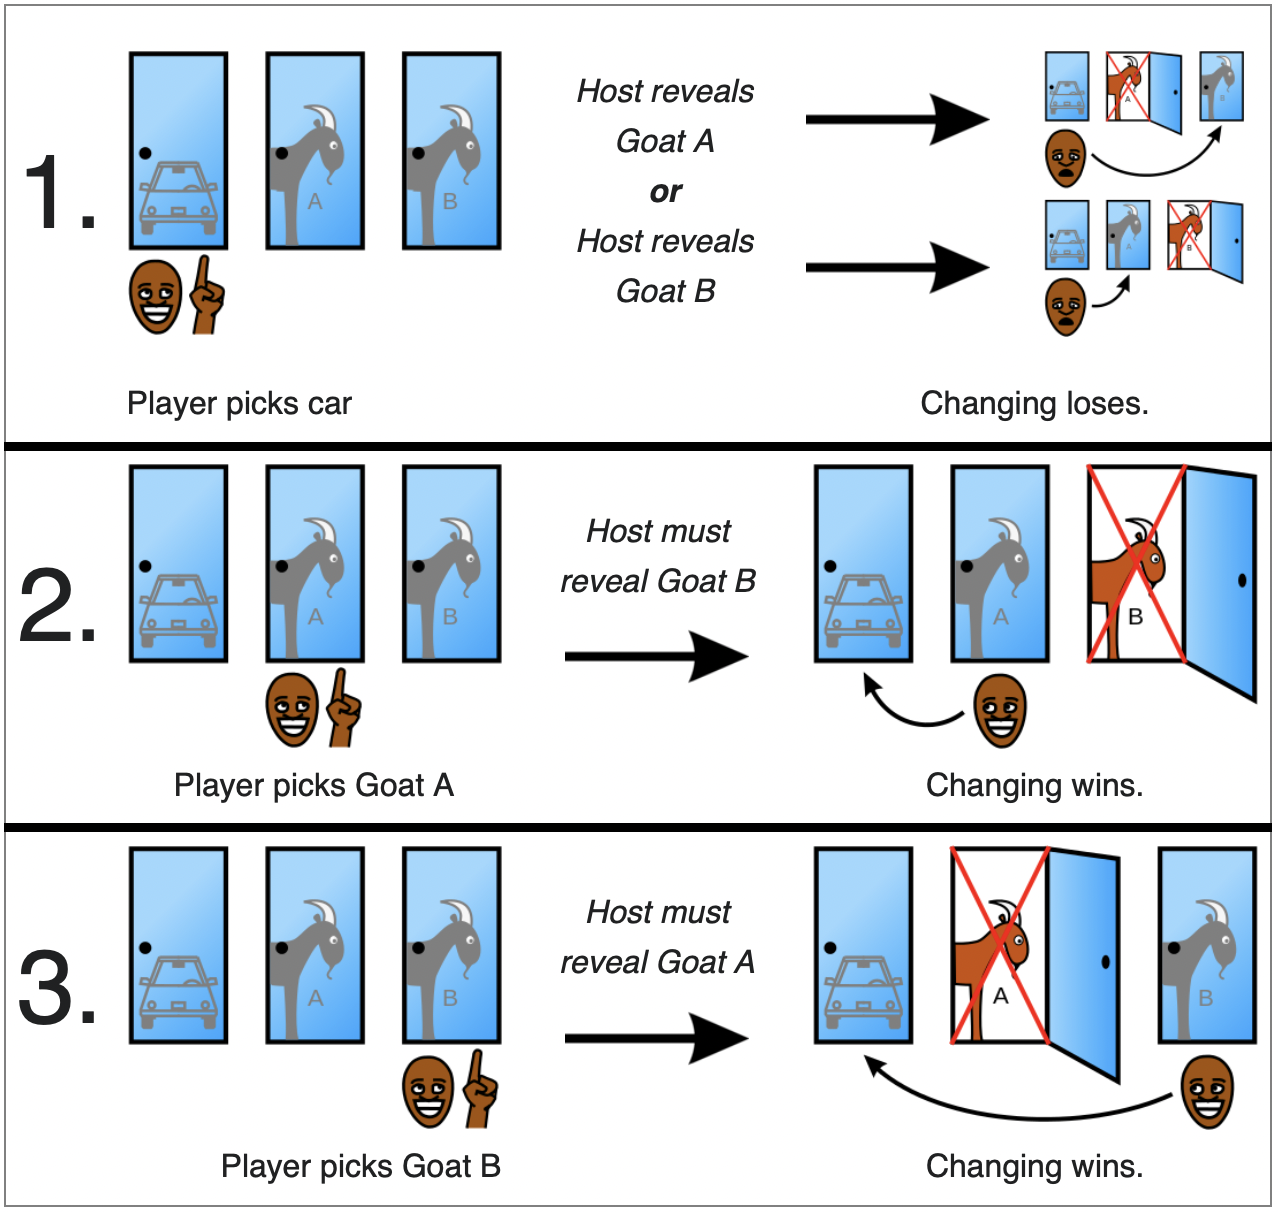 1.
A
B
Host reveals
Goat A
or
Host reveals
Goat B
A
B
A
B
Player picks car
Changing loses.
2.
A
B
Host must
reveal Goat B
A
B
Player picks Goat A
Changing wins.
3.
A
B
Host must
reveal Goat A
A
B
Player picks Goat B
Changing wins.